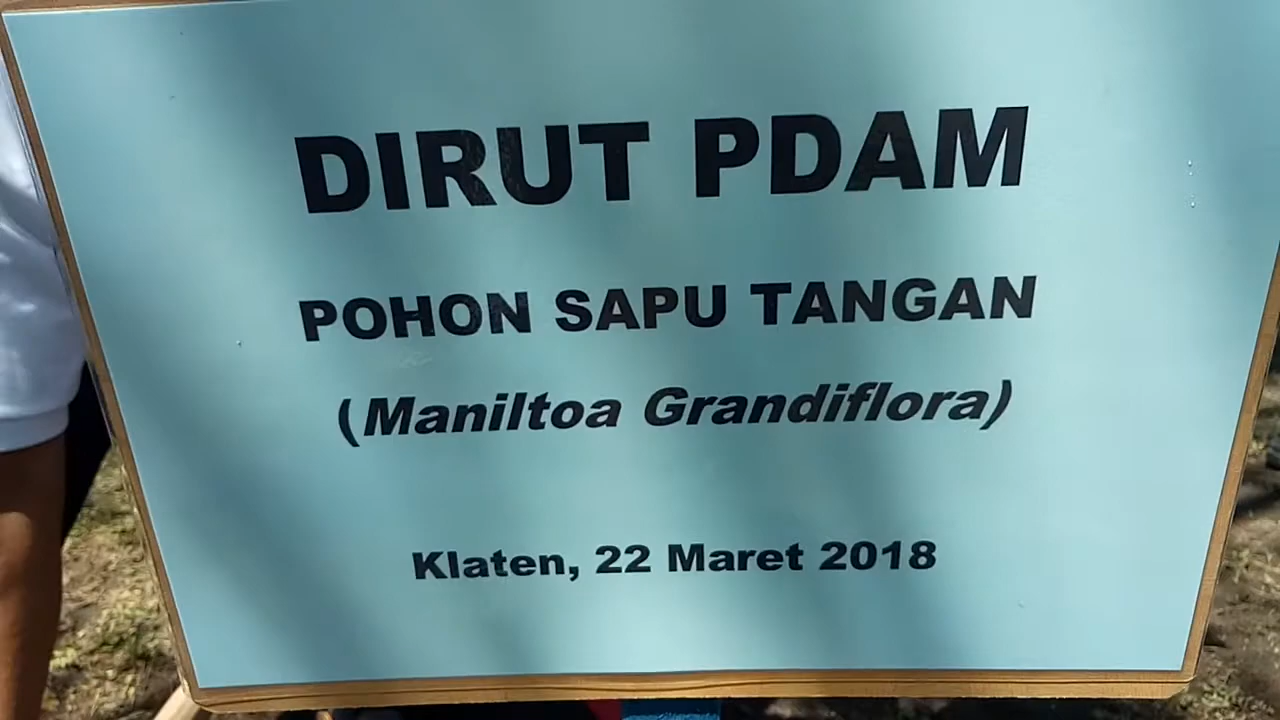 DIRUT PDAM
POHON SAPU TANGAN
(Maniltoa Grandiflora)
Klaten, 22 Maret 2018